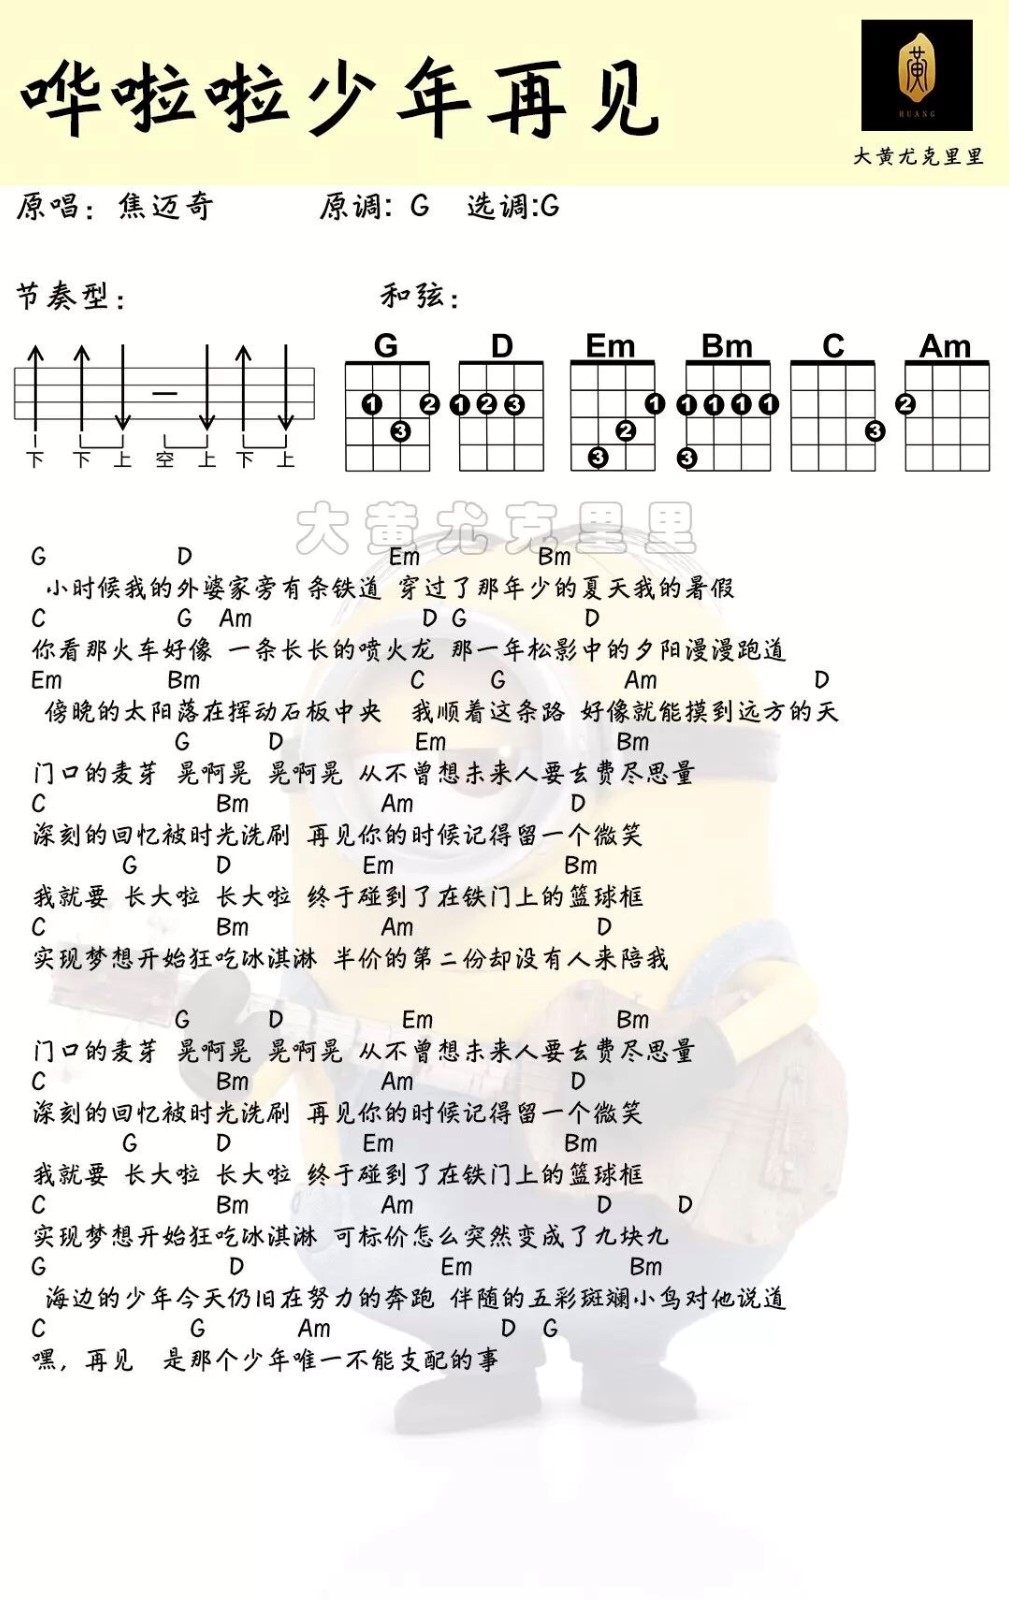 哗啦啦少年再见
黄
HUANG
大黄尤克里里
原唱：焦迈奇 原调：G 选调:G
节奏型： 和弦：
G D Em Bm C Am
1 2 3 1 2 3 1 2 3 1 1 1 1 3 3 2
下 下 上 空 上 下 上
大黄尤克里里
G D Em Bm
小时候我的外婆家旁有条铁道 穿过了那年少的夏天我的暑假
C G Am D G D
你看那火车好像 一条长长的喷火龙 那一年松影中的夕阳漫漫跑道
Em Bm C G Am D
傍晚的太阳落在挥动石板中央 我顺着这条路 好像就能摸到远方的天
G D Em Bm
门口的麦芽 晃啊晃 晃啊晃 从不曾想未来人要去费尽思量
C Bm Am D
深刻的回忆被时光洗刷 再见你的时候记得留一个微笑
G D Em Bm
我就要 长大啦 长大啦 终于碰到了在铁门上的篮球框
C Bm Am D
实现梦想开始狂吃冰淇淋 半价的第二份却没有人来陪我
G D Em Bm
门口的麦芽 晃啊晃 晃啊晃 从不曾想未来人要去费尽思量
C Bm Am D
深刻的回忆被时光洗刷 再见你的时候记得留一个微笑
G D Em Bm
我就要 长大啦 长大啦 终于碰到了在铁门上的篮球框
C Bm Am D D
实现梦想开始狂吃冰淇淋 可标价怎么突然变成了九块九
G D Em Bm
海边的少年今天仍旧在努力的奔跑 伴随的五彩斑斓小鸟对他说道
C G Am D G
嘿，再见 是那个少年唯一不能支配的事